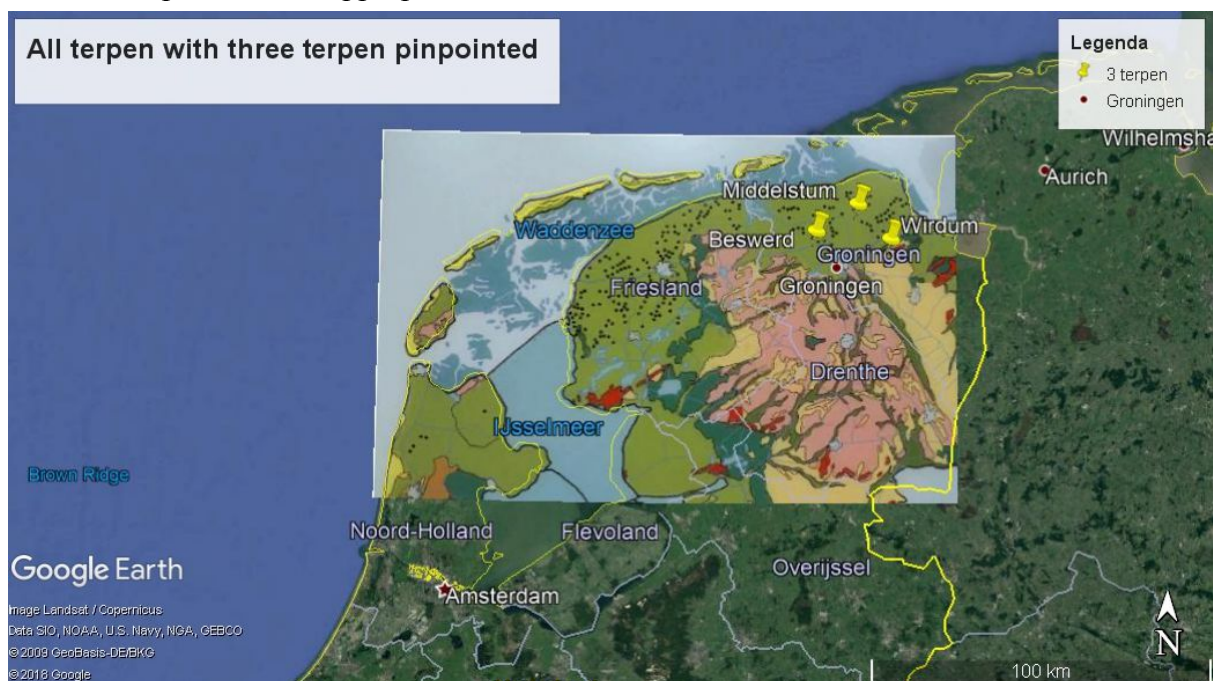 All terpen with three terpen pinpointed
Legenda
3 terpen
Groningen
Wilhelmsha
Aurich
Middelstum
Waddenzee
Beswerd
Wirdum
Groningen
Friesland
Groningen
Drenthe
IJsselmeer
Brown Ridge
Noord-Holland
Flevoland
Overijssel
Google Earth
Amsterdam
Image Landsat / Copernicus
Data SIO, NOAA, U.S. Navy, NGA, GEBCO
© 2009 GeoBasis-DE/BKG
© 2018 Google
N
100 km